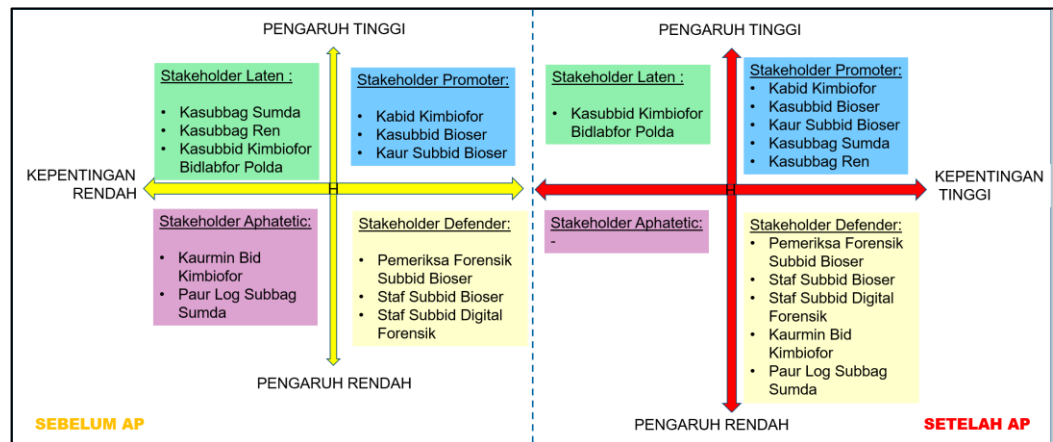 PENGARUH TINGGI
Stakeholder Laten :
• Kasubbag Sumda
• Kasubbag Ren
• Kasubbid Kimbiofor
Bidlabfor Polda
Stakeholder Promoter:
• Kabid Kimbiofor
• Kasubbid Bioser
• Kaur Subbid Bioser
KEPENTINGAN
RENDAH
H
Stakeholder Aphatetic:
• Kaurmin Bid
Kimbiofor
• Paur Log Subbag
Sumda
Stakeholder Defender:
• Pemeriksa Forensik
Subbid Bioser
• Staf Subbid Bioser
• Staf Subbid Digital
Forensik
PENGARUH RENDAH
SEBELUM AP
PENGARUH TINGGI
Stakeholder Laten :
• Kasubbid Kimbiofor
Bidlabfor Polda
Stakeholder Promoter:
• Kabid Kimbiofor
• Kasubbid Bioser
• Kaur Subbid Bioser
• Kasubbag Sumda
• Kasubbag Ren
H
KEPENTINGAN
TINGGI
Stakeholder Aphatetic:
-
Stakeholder Defender:
• Pemeriksa Forensik
Subbid Bioser
• Staf Subbid Bioser
• Staf Subbid Digital
Forensik
• Kaurmin Bid
Kimbiofor
• Paur Log Subbag
Sumda
PENGARUH RENDAH
SETELAH AP